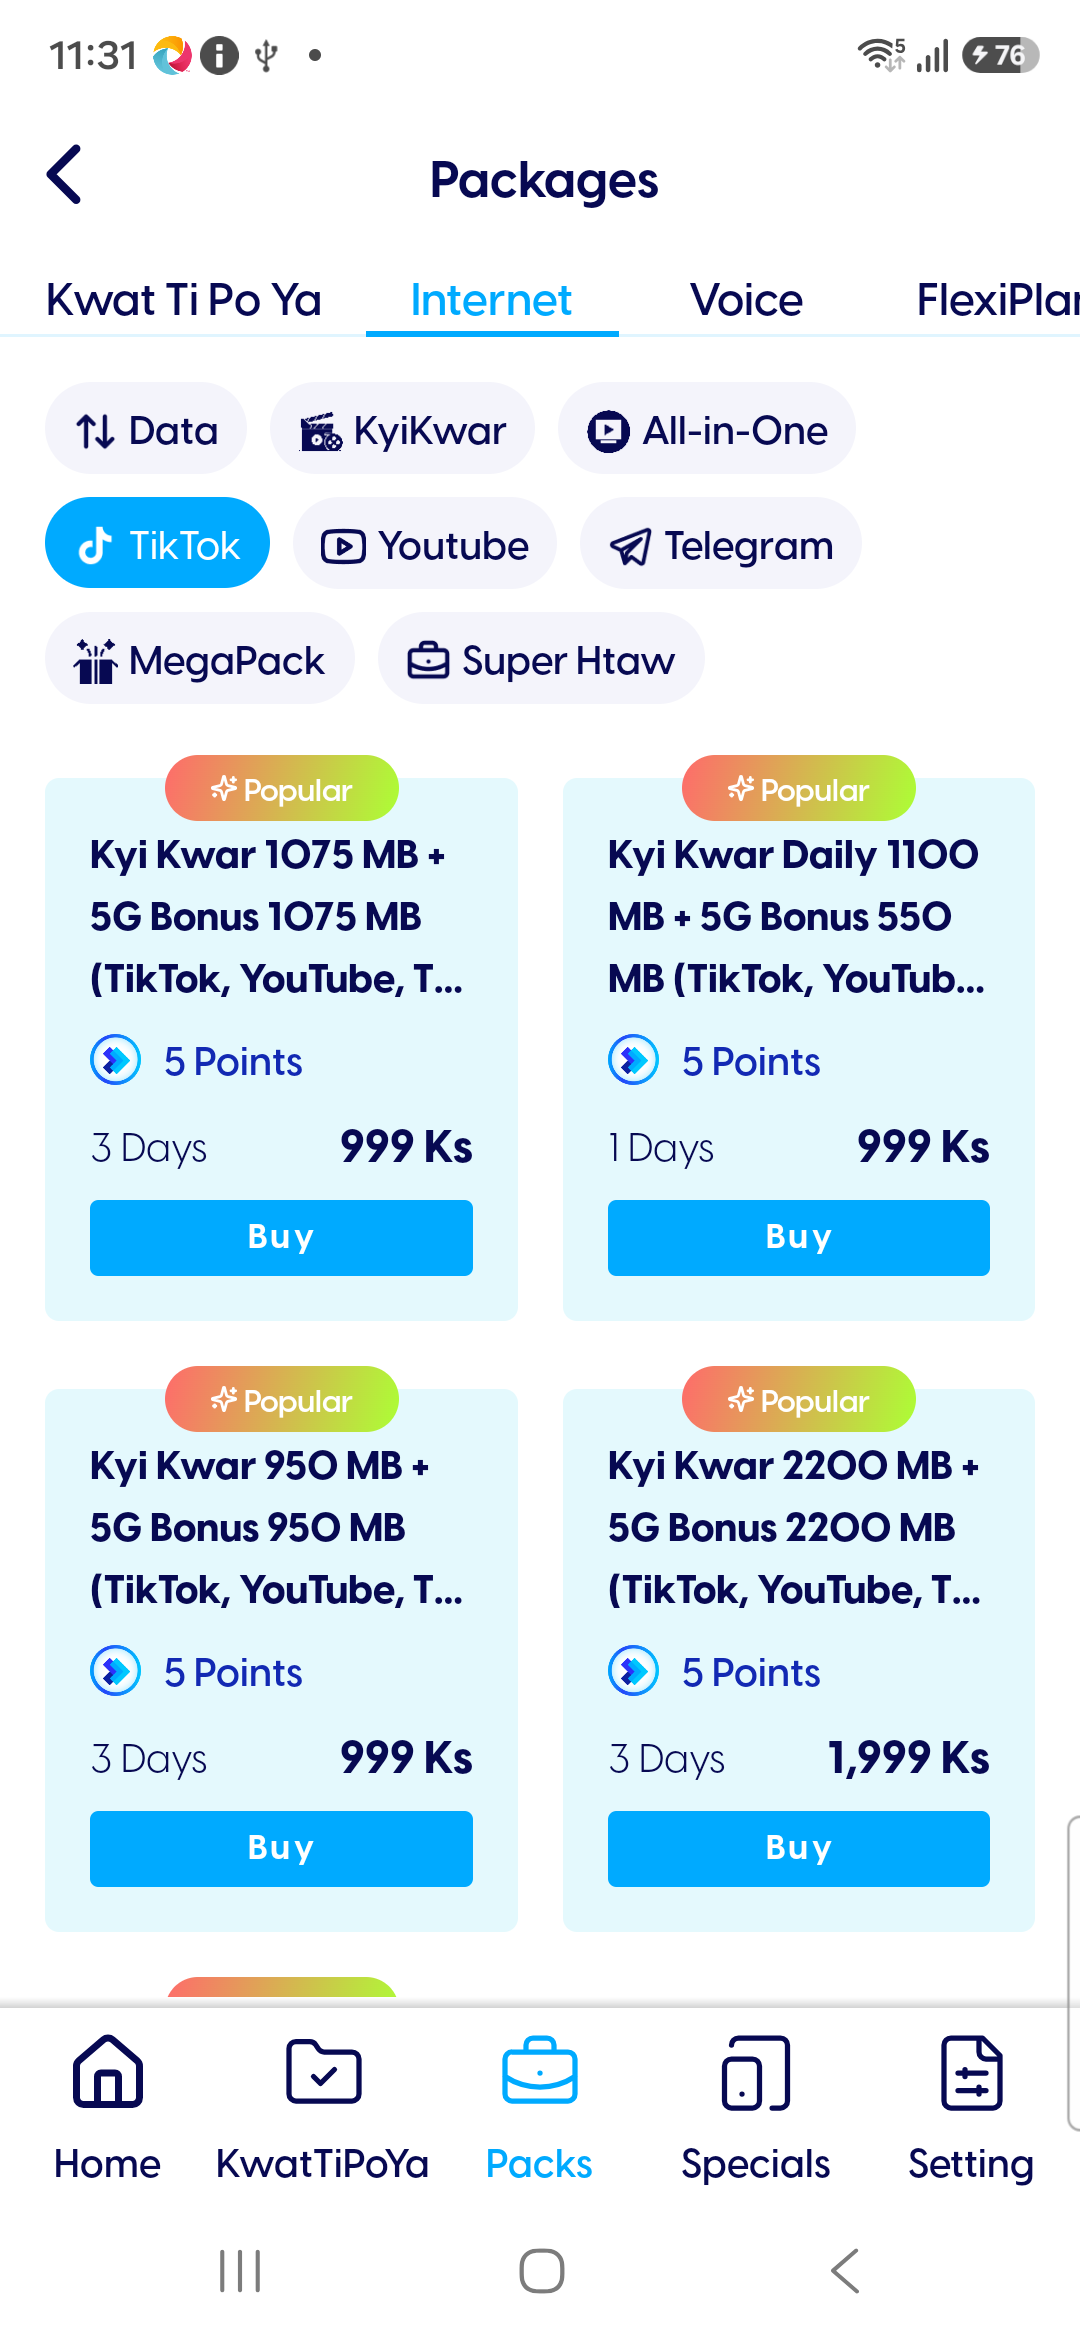 11:31
5
76
Packages
Kwat Ti Po Ya Internet Voice FlexiPlan
Data KyiKwar All-in-One
TikTok Youtube Telegram
MegaPack Super Htaw
Popular
Kyi Kwar 1075 MB +
5G Bonus 1075 MB
(TikTok, YouTube, T...
5 Points
3 Days 999 Ks
Buy
Popular
Kyi Kwar Daily 1100
MB + 5G Bonus 550
MB (TikTok, YouTub...
5 Points
1 Days 999 Ks
Buy
Popular
Kyi Kwar 950 MB +
5G Bonus 950 MB
(TikTok, YouTube, T...
5 Points
3 Days 999 Ks
Buy
Popular
Kyi Kwar 2200 MB +
5G Bonus 2200 MB
(TikTok, YouTube, T...
5 Points
3 Days 1,999 Ks
Buy
Home KwatTiPoYa Packs Specials Setting